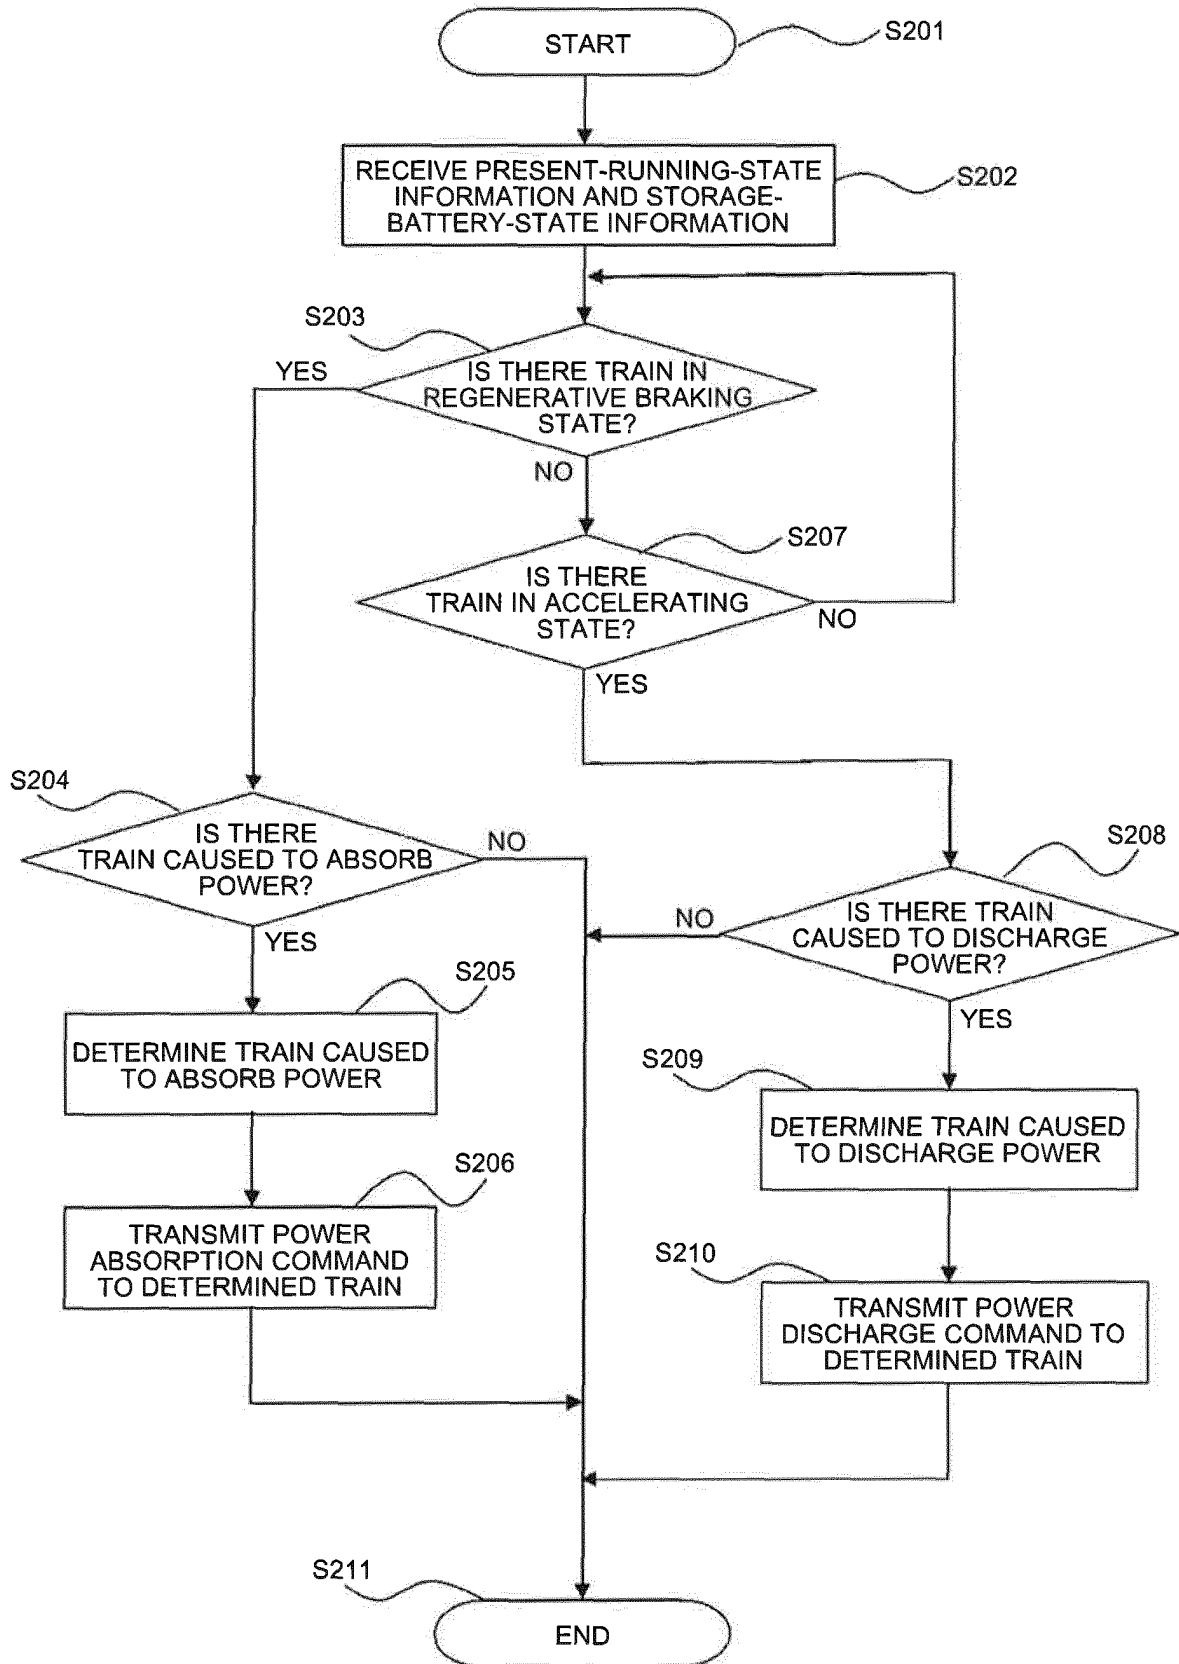 START
S201
RECEIVE PRESENT-RUNNING-STATE
INFORMATION AND STORAGE-
BATTERY-STATE INFORMATION
S202
S203
YES
IS THERE TRAIN IN
REGENERATIVE BRAKING
STATE?
NO
S207
IS THERE
TRAIN IN ACCELERATING
STATE?
NO
YES
S204
IS THERE
TRAIN CAUSED TO ABSORB
POWER?
NO
YES
S208
NO
IS THERE TRAIN
CAUSED TO DISCHARGE
POWER?
YES
S205
DETERMINE TRAIN CAUSED
TO ABSORB POWER
S209
DETERMINE TRAIN CAUSED
TO DISCHARGE POWER
S206
TRANSMIT POWER
ABSORPTION COMMAND
TO DETERMINED TRAIN
S210
TRANSMIT POWER
DISCHARGE COMMAND TO
DETERMINED TRAIN
S211
END